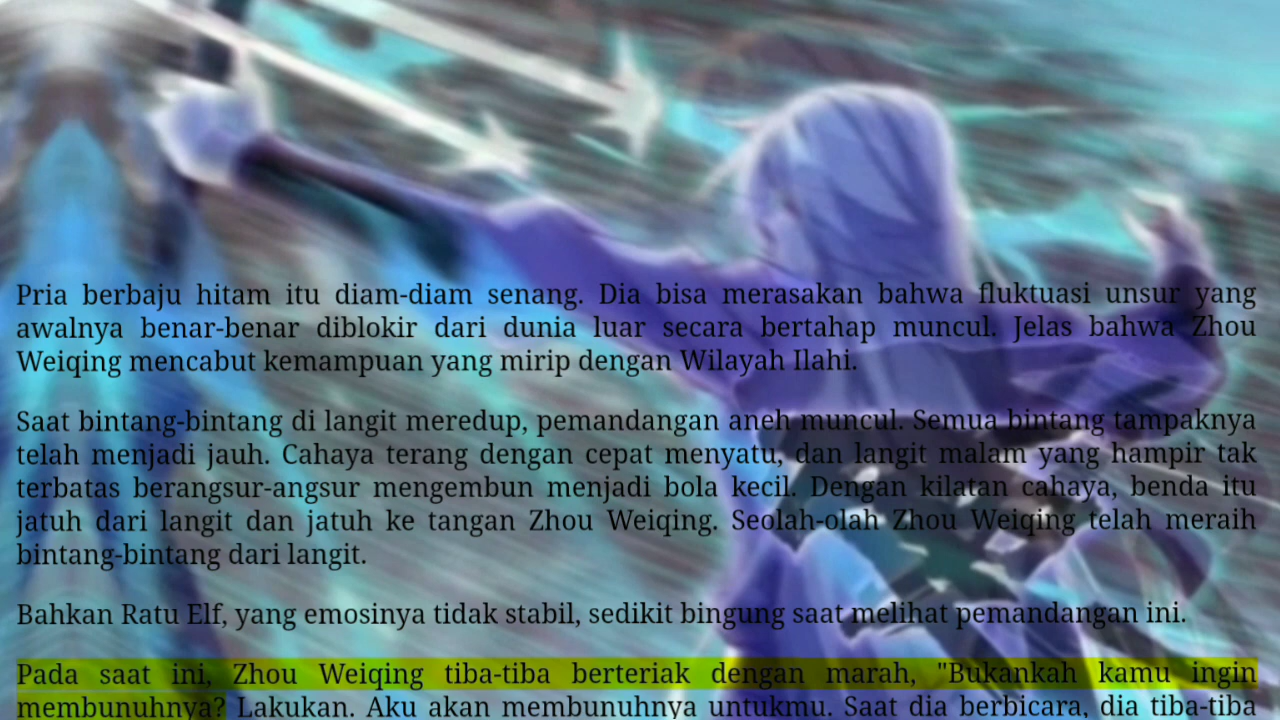 Pria berbaju hitam itu diam-diam senang. Dia bisa merasakan bahwa fluktuasi unsur yang
awalnya benar-benar diblokir dari dunia luar secara bertahap muncul. Jelas bahwa Zhou
Weiqing mencabut kemampuan yang mirip dengan Wilayah Ilahi.
Saat bintang-bintang di langit meredup, pemandangan aneh muncul. Semua bintang tampaknya
telah menjadi jauh. Cahaya terang dengan cepat menyatu, dan langit malam yang hampir tak
terbatas berangsur-angsur mengembun menjadi bola kecil. Dengan kilatan cahaya, benda itu
jatuh dari langit dan jatuh ke tangan Zhou Weiqing. Seolah-olah Zhou Weiqing telah meraih
bintang-bintang dari langit.
Bahkan Ratu Elf, yang emosinya tidak stabil, sedikit bingung saat melihat pemandangan ini.
Pada saat ini, Zhou Weiqing tiba-tiba berteriak dengan marah, "Bukankah kamu ingin
membunuhnya? Lakukan. Aku akan membunuhnya untukmu. Saat dia berbicara, dia tiba-tiba